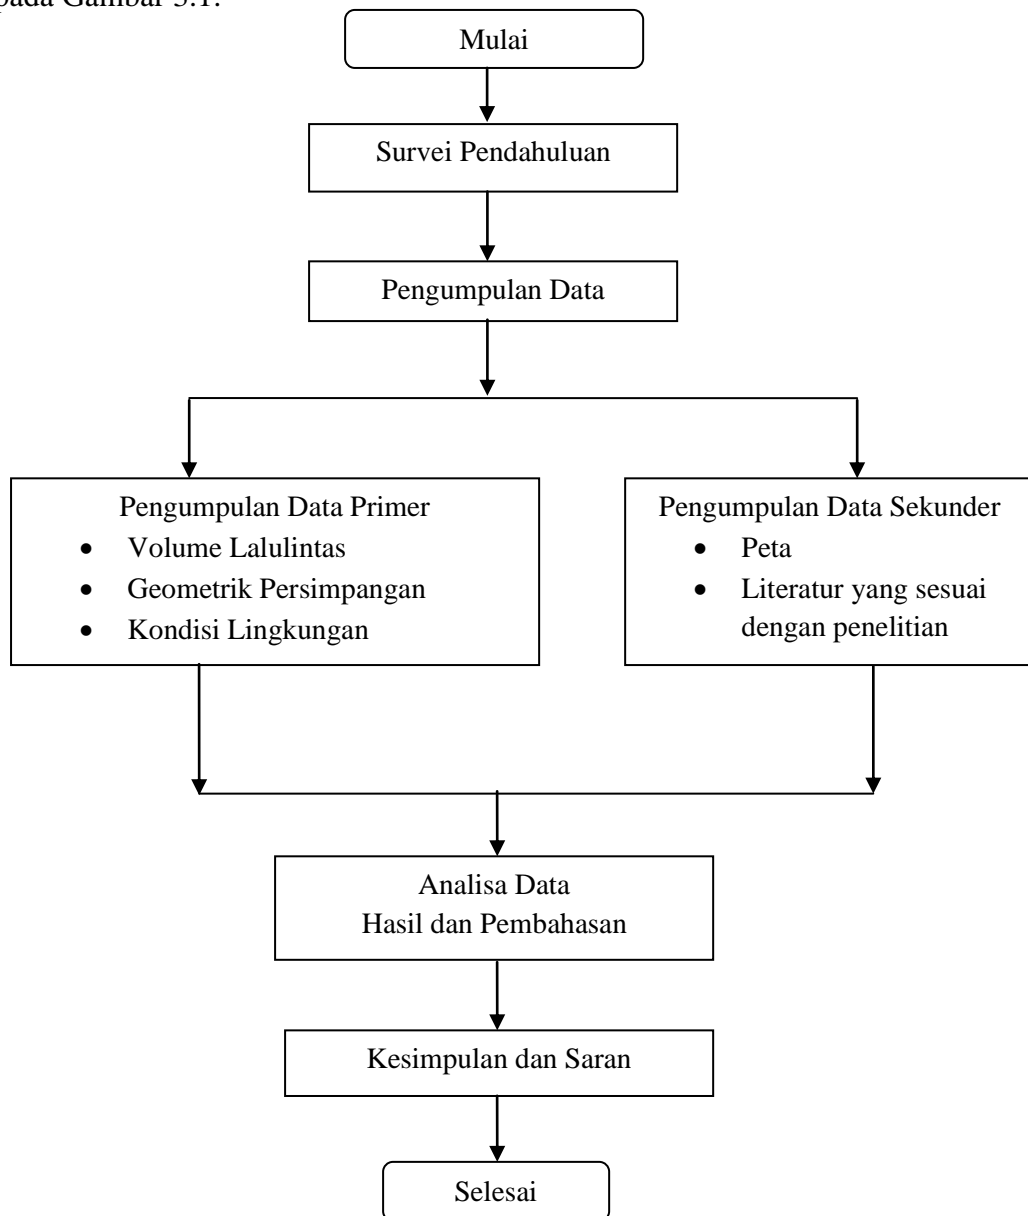 pada Gambar 3.1.
Mulai
Survei Pendahuluan
Pengumpulan Data
Pengumpulan Data Primer
• Volume Lalulintas
• Geometrik Persimpangan
• Kondisi Lingkungan
Pengumpulan Data Sekunder
• Peta
• Literatur yang sesuai
dengan penelitian
Analisa Data
Hasil dan Pembahasan
Kesimpulan dan Saran
Selesai